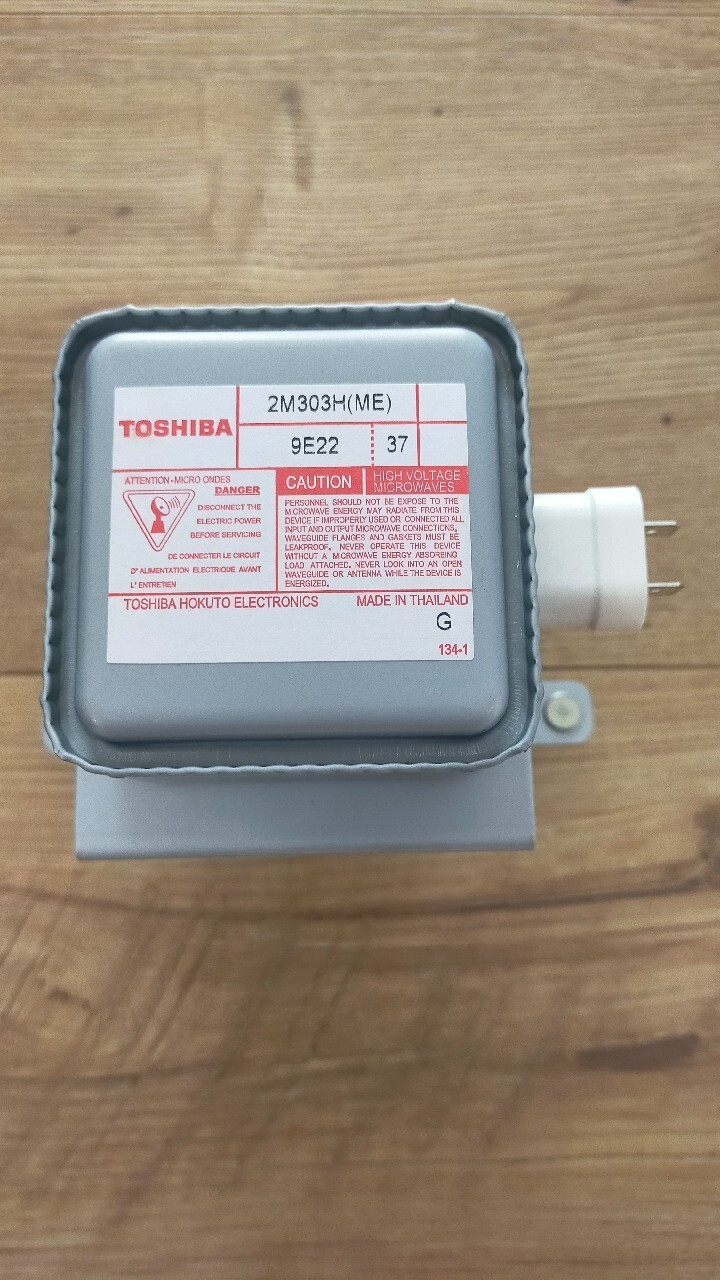 TOSHIBA
2M303H(ME)
9E22 37
ATTENTION-MICRO ONDES
DANGER
DISCONNECT THE
ELECTRIC POWER
BEFORE SERVICING
DE CONNECTER LE CIRCUIT
D' ALIMENTATION ELECTRIQUE AVANT
L' ENTRETIEN
CAUTION
HIGH VOLTAGE
MICROWAVES
PERSONNEL SHOULD NOT BE EXPOSE TO THE
MICROWAVE ENERGY MAY RADIATE FROM THIS
DEVICE IF IMPROPERLY USED OR CONNECTED ALL
INPUT AND OUTPUT MICROWAVE CONNECTIONS,
WAVEGUIDE FLANGES AND GASKETS MUST BE
LEAKPROOF. NEVER OPERATE THIS DEVICE
WITHOUT A MICROWAVE ENERGY ABSORBING
LOAD ATTACHED. NEVER LOOK INTO AN OPEN
WAVEGUIDE OR ANTENNA WHILE THE DEVICE IS
ENERGIZED.
TOSHIBA HOKUTO ELECTRONICS MADE IN THAILAND
G
134-1